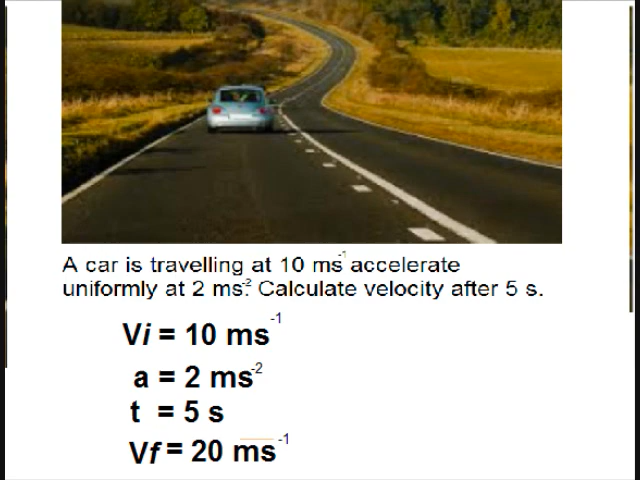 A car is travelling at 10 ms-1 accelerate
uniformly at 2 ms-2. Calculate velocity after 5 s.
Vi = 10 ms-1
a = 2 ms-2
t = 5 s
Vf = 20 ms-1